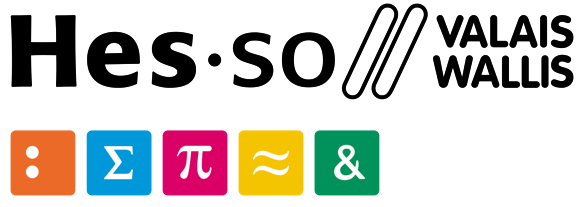 Hes·so VALAIS
WALLIS
: Σ π ≈ &